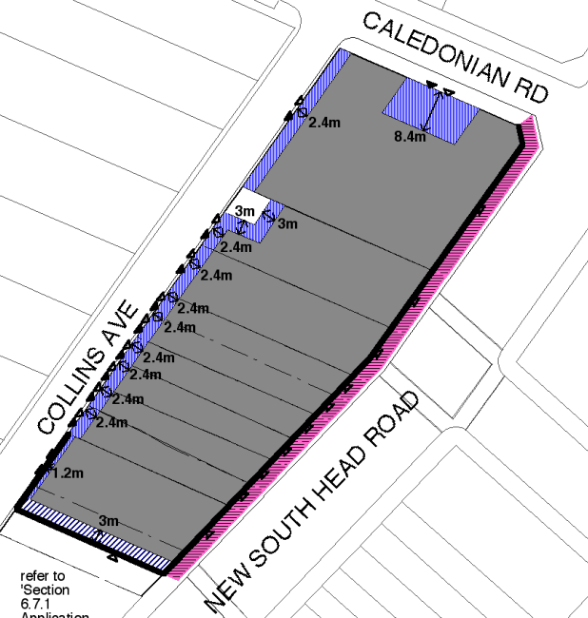 CALEDONIAN RD
8.4m
2.4m
3m
3m
2.4m
2.4m
2.4m
2.4m
2.4m
2.4m
2.4m
2.4m
COLLINS AVE
1.2m
3m
NEW SOUTH HEAD ROAD
refer to
'Section
6.7.1
Application